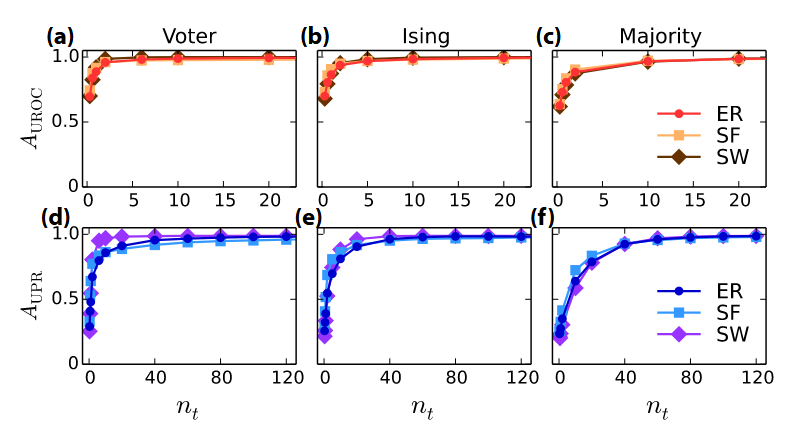 (a) Voter (b) Ising (c) Majority
A_UROC
1.0
0.5
0
0 5 10 15 20 0 5 10 15 20 0 5 10 15 20
ER
SF
SW
(d) (e) (f)
A_UPR
1.0
0.5
0
0 40 80 120 0 40 80 120 0 40 80 120
ER
SF
SW
n_t n_t n_t